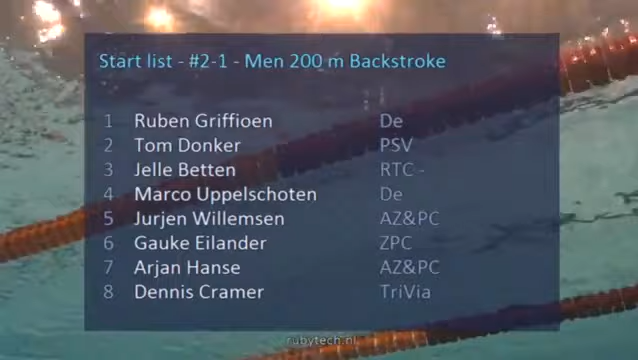 Start list - #2-1 - Men 200 m Backstroke
1 Ruben Griffioen De
2 Tom Donker PSV
3 Jelle Betten RTC -
4 Marco Uppelschoten De
5 Jurjen Willemsen AZ&PC
6 Gauke Eilander ZPC
7 Arjan Hanse AZ&PC
8 Dennis Cramer TriVia
rubytech.nl